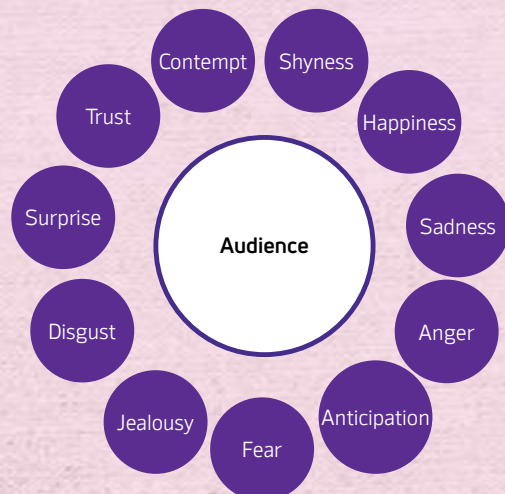 Contempt
Shyness
Trust
Happiness
Surprise
Audience
Sadness
Disgust
Anger
Jealousy
Anticipation
Fear